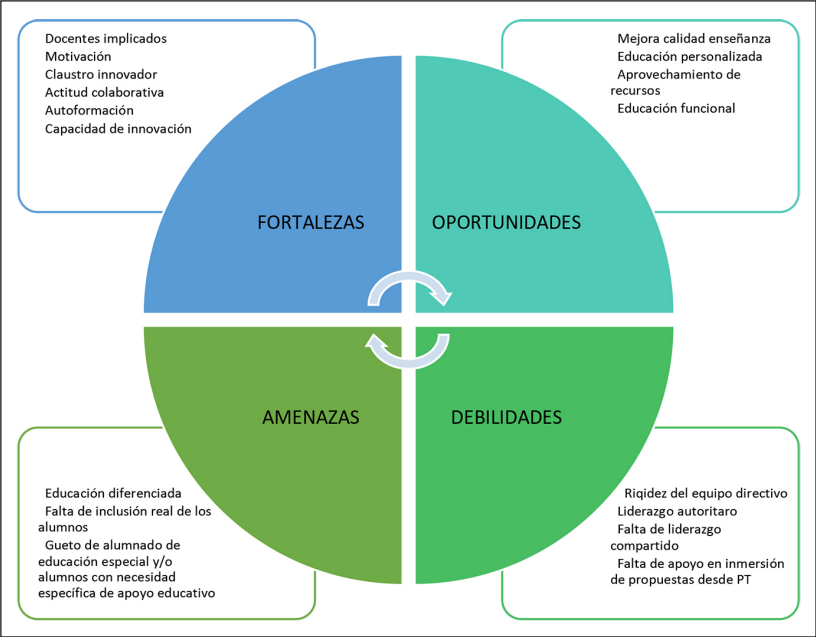 Docentes implicados
Motivación
Claustro innovador
Actitud colaborativa
Autoformación
Capacidad de innovación
Mejora calidad enseñanza
Educación personalizada
Aprovechamiento de
recursos
Educación funcional
FORTALEZAS
OPORTUNIDADES
AMENAZAS
DEBILIDADES
Educación diferenciada
Falta de inclusión real de los
alumnos
Gueto de alumnado de
educación especial y/o
alumnos con necesidad
específica de apoyo educativo
Riqidez del equipo directivo
Liderazgo autoritaro
Falta de liderazgo
compartido
Falta de apoyo en inmersión
de propuestas desde PT